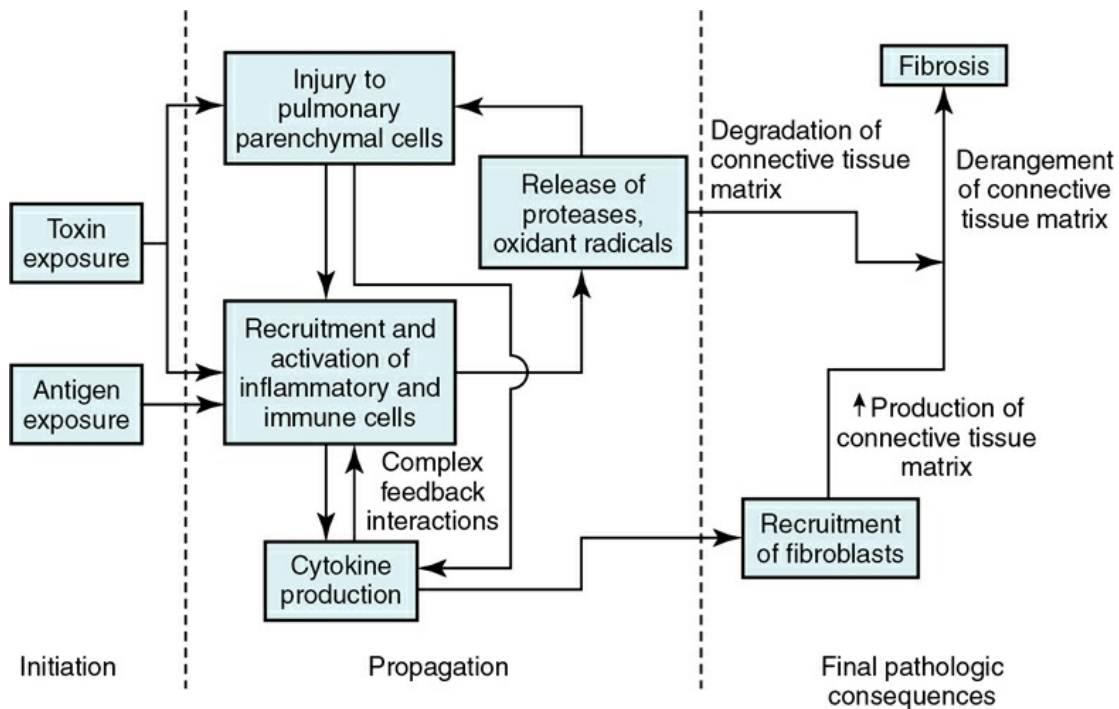 Injury to
pulmonary
parenchymal cells
Toxin
exposure
Antigen
exposure
Recruitment and
activation of
inflammatory and
immune cells
Release of
proteases,
oxidant radicals
Complex
feedback
interactions
Cytokine
production
Degradation of
connective tissue
matrix
Fibrosis
Derangement
of connective
tissue matrix
↑ Production of
connective tissue
matrix
Recruitment
of fibroblasts
Initiation
Propagation
Final pathologic
consequences